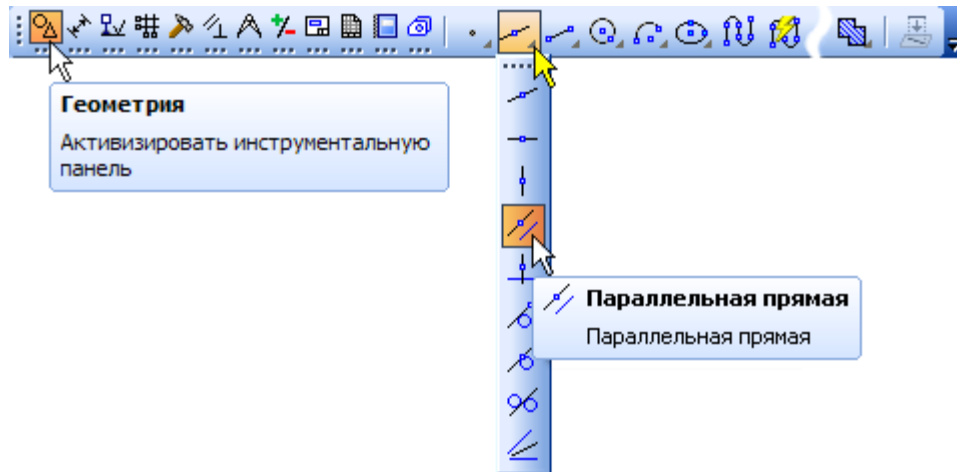 Геометрия
Активизировать инструментальную
панель
Параллельная прямая
Параллельная прямая